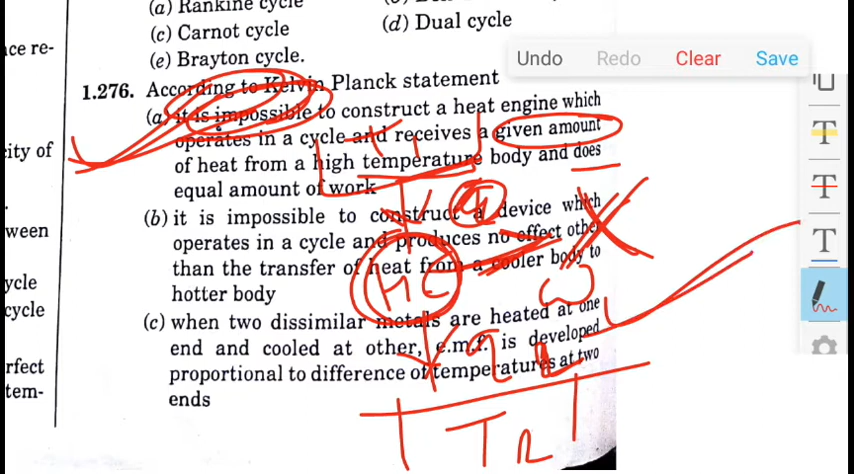 (a) Rankine cycle
(c) Carnot cycle
(d) Dual cycle
(e) Brayton cycle.
Undo Redo Clear Save
1.276. According to Kelvin Planck statement
(a) it is impossible to construct a heat engine which
operates in a cycle and receives a given amount
of heat from a high temperature body and does
equal amount of work
(b) it is impossible to construct a device which
operates in a cycle and produces no effect other
than the transfer of heat from a cooler body to
hotter body
(c) when two dissimilar metals are heated at one
end and cooled at other, e.m.f. is developed
proportional to difference of temperatures at two
ends
ce re-
ity of
ween
ycle
cycle
rfect
tem-
HE
W
T
T
T
T